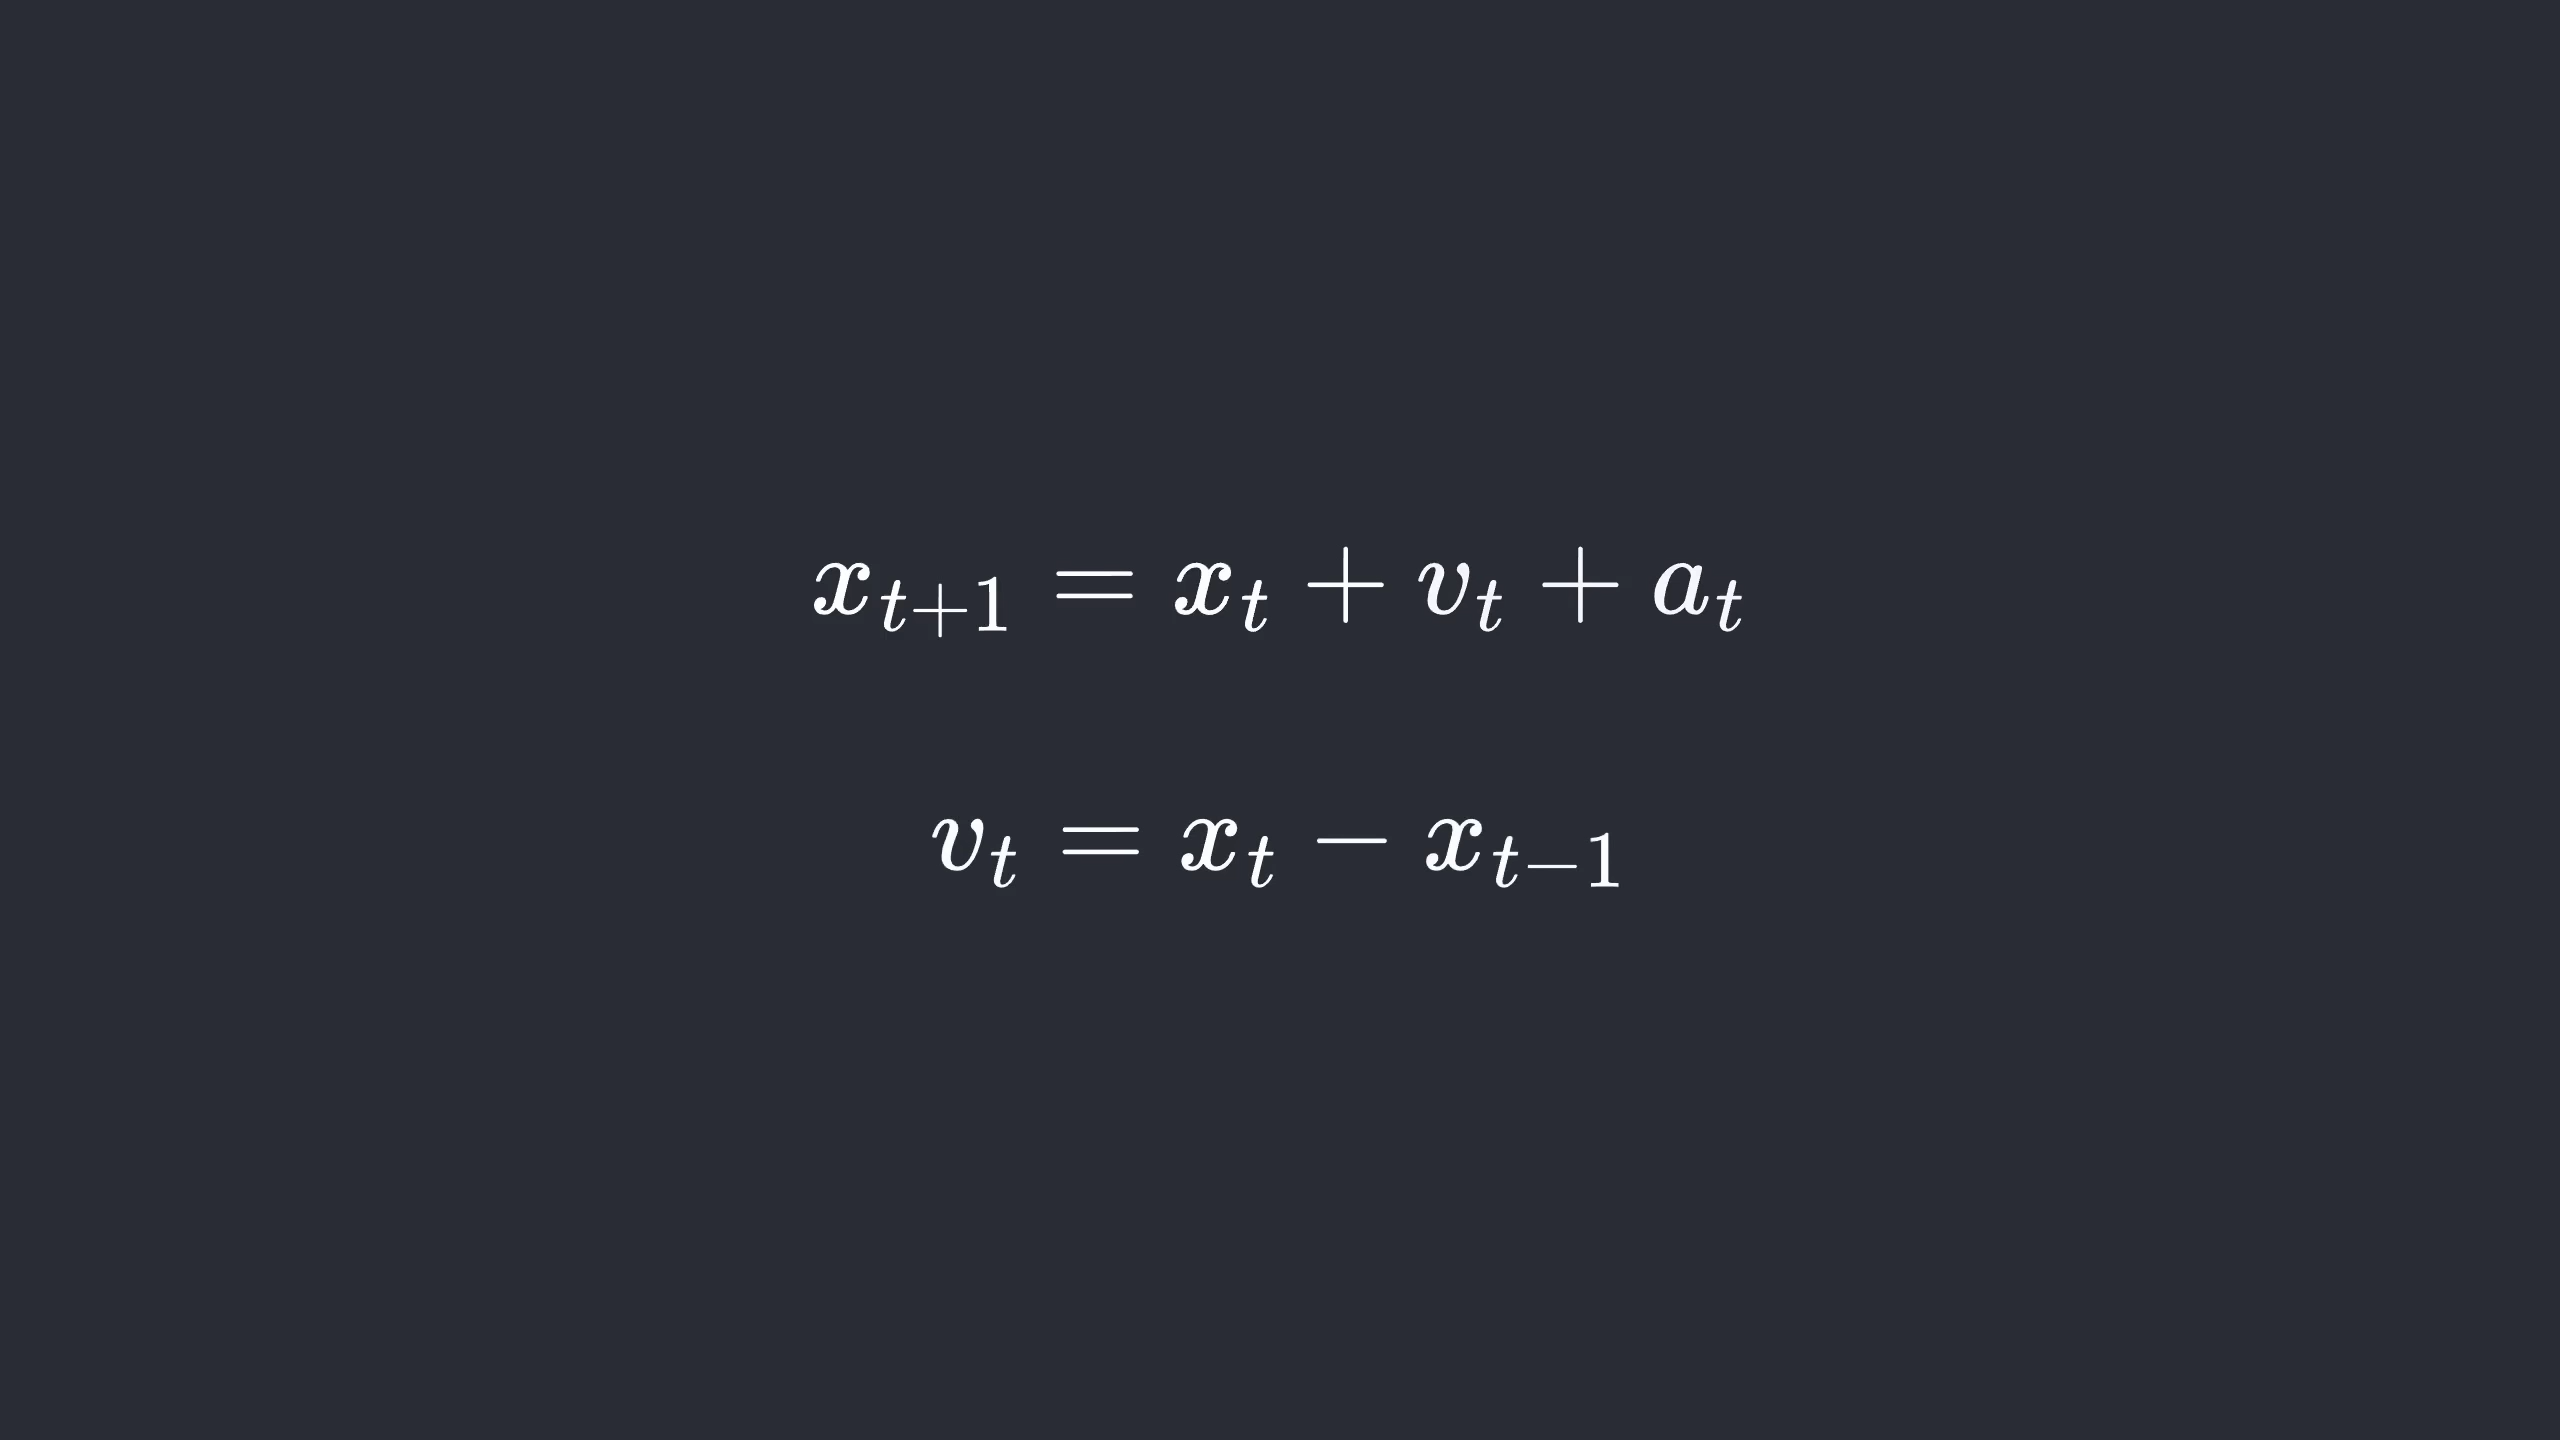 x_{t+1} = x_t + v_t + a_t
v_t = x_t - x_{t-1}